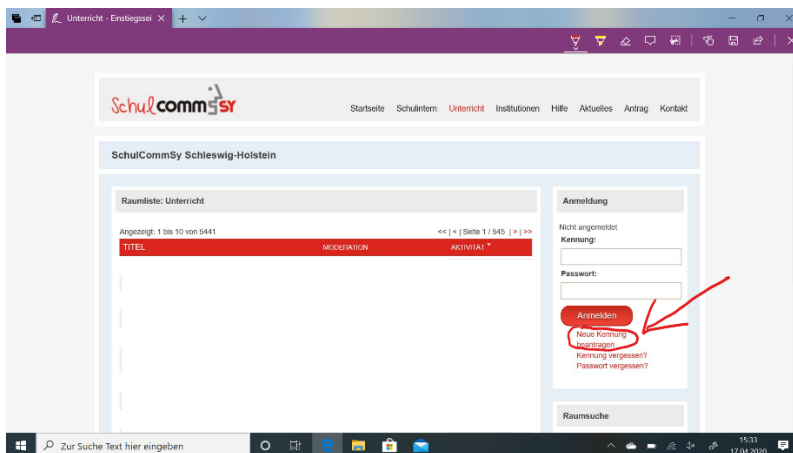 Unterricht - Einstiegssei
Schulcommsy
Startseite Schulintern Unterricht Institutionen Hilfe Aktuelles Antrag Kontakt
SchulCommSy Schleswig-Holstein
Raumliste: Unterricht
Angezeigt: 1 bis 10 von 5441
<< | < | Seite 1 / 545 | > | >>
TITEL MODERATION AKTIVITÄT
Anmeldung
Nicht angemeldet
Kennung:
Passwort:
Anmelden
Neue Kennung
beantragen
Kennung vergessen?
Passwort vergessen?
Raumsuche
Zur Suche Text hier eingeben
15:33
17.04.2020